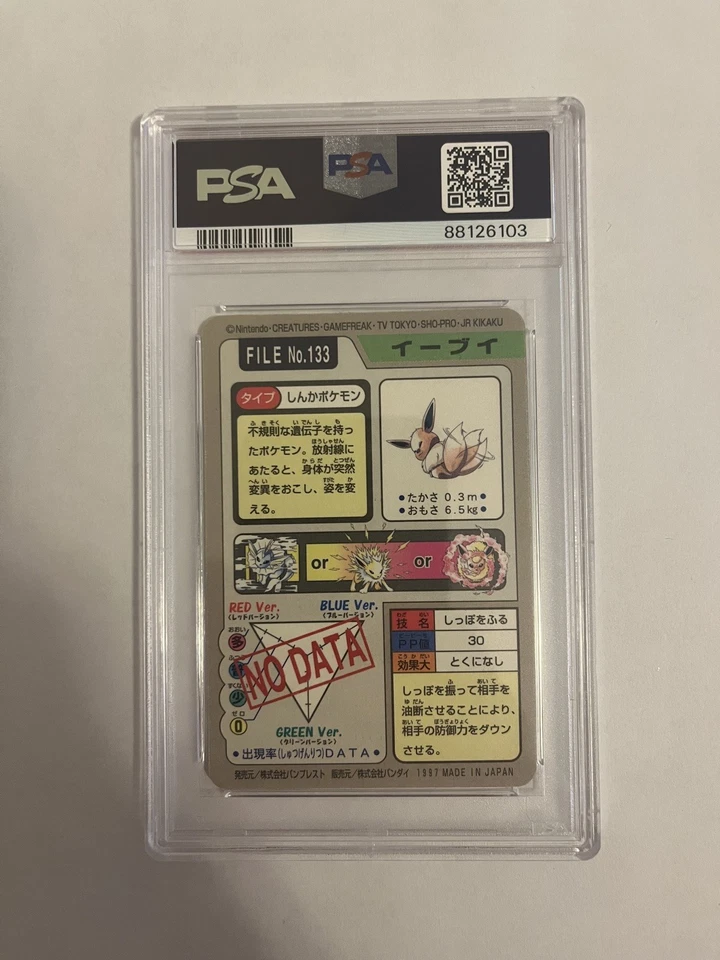 PSA
PSA
88126103
©Nintendo・CREATURES・GAMEFREAK・TV TOKYO・SHO-PRO・JR KIKAKU
FILE No.133
イーブイ
タイプ しんかポケモン
不規則な遺伝子を持っ
たポケモン。放射線に
あたると、身体が突然
変異をおこし、姿を変
える。
●たかさ 0.3m●
●おもさ 6.5kg●
or
or
RED Ver.
(レッドバージョン)
BLUE Ver.
(ブルーバージョン)
おおい
多
少
ゼロ
0
NO DATA
GREEN Ver.
(グリーンバージョン)
●出現率(しゅつげんりつ)DATA●
技名 しっぽをふる
PP値 30
効果大 とくになし
しっぽを振って相手を
油断させることにより、
相手の防御力をダウン
させる。
発売元/株式会社バンプレスト 販売元/株式会社バンダイ 1997 MADE IN JAPAN